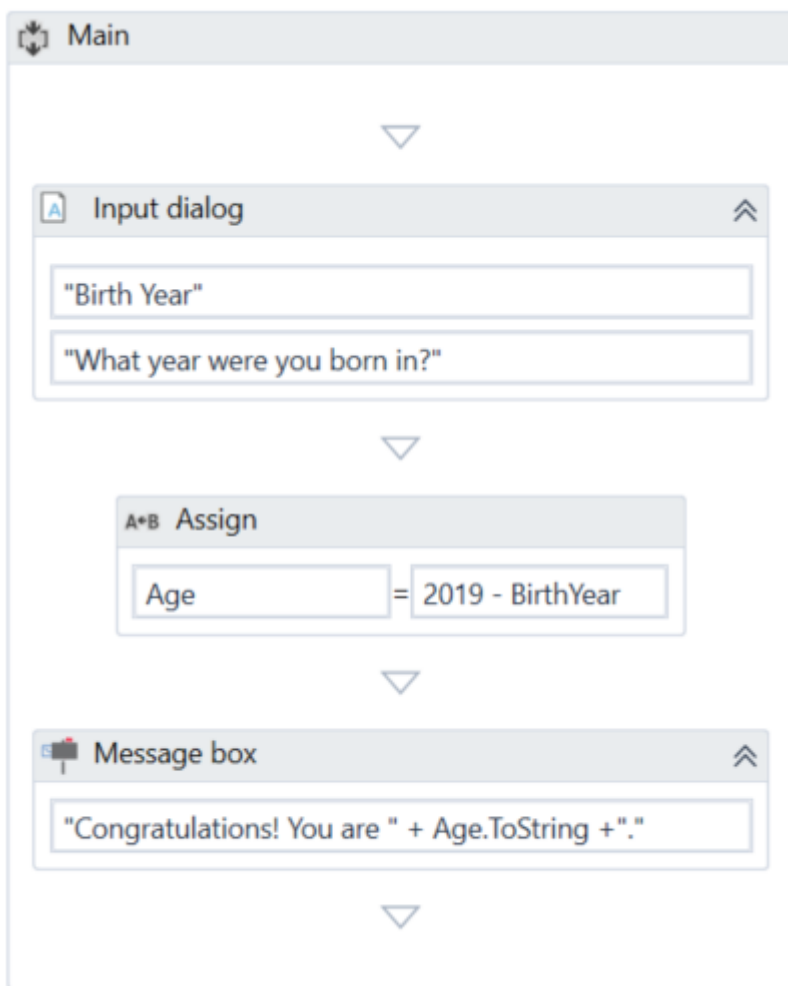 Main
Input dialog
"Birth Year"
"What year were you born in?"
A+B Assign
Age = 2019 - BirthYear
Message box
"Congratulations! You are " + Age.ToString +"."